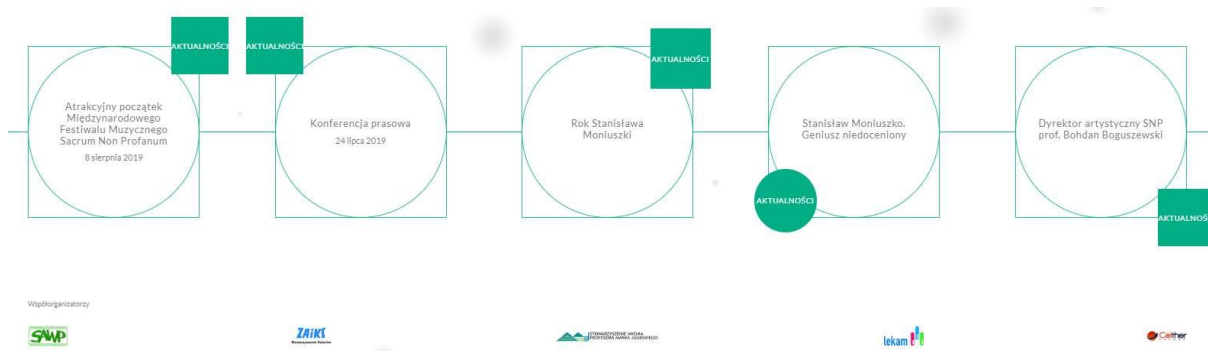 AKTUALNOŚCI
Atrakcyjny początek
Międzynarodowego
Festiwalu Muzycznego
Sacrum Non Profanum
8 sierpnia 2019
AKTUALNOŚCI
Konferencja prasowa
24 lipca 2019
AKTUALNOŚCI
Rok Stanisława
Moniuszki
Stanisław Moniuszko.
Geniusz niedoceniony
AKTUALNOŚCI
Dyrektor artystyczny SNP
prof. Bohdan Boguszewski
AKTUALNOŚ
Współorganizatorzy
SAWP
ZAiKS
Stowarzyszenie Autorów
lekam